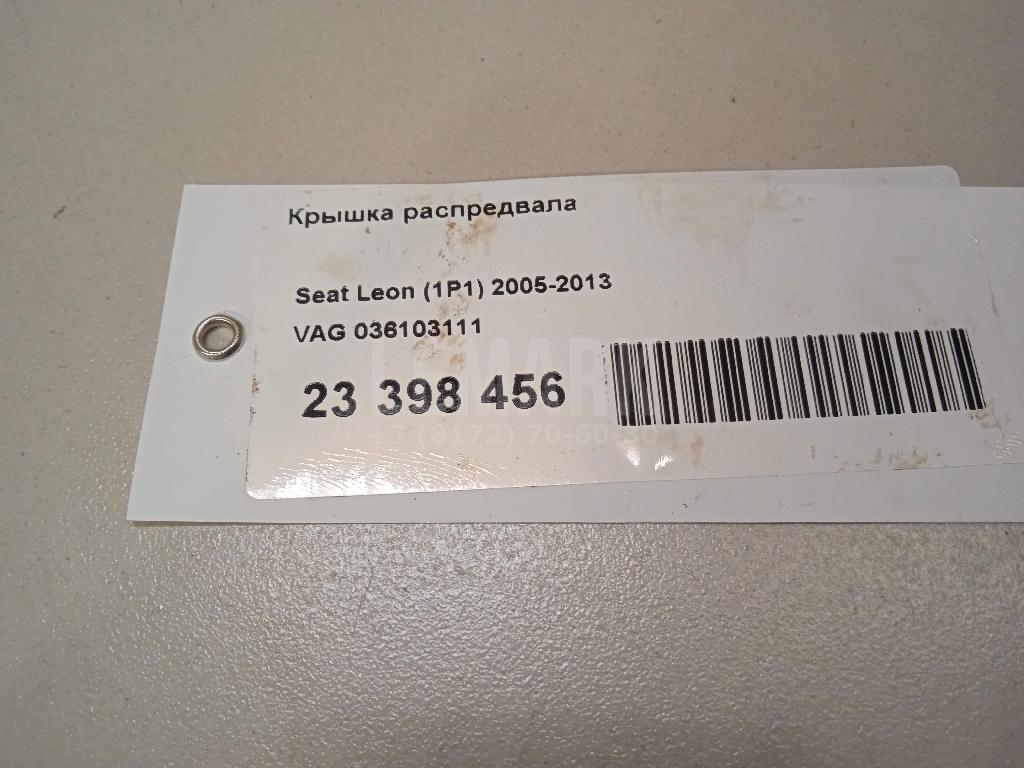 Крышка распредвала
Seat Leon (1P1) 2005-2013
VAG 036103111
23 398 456